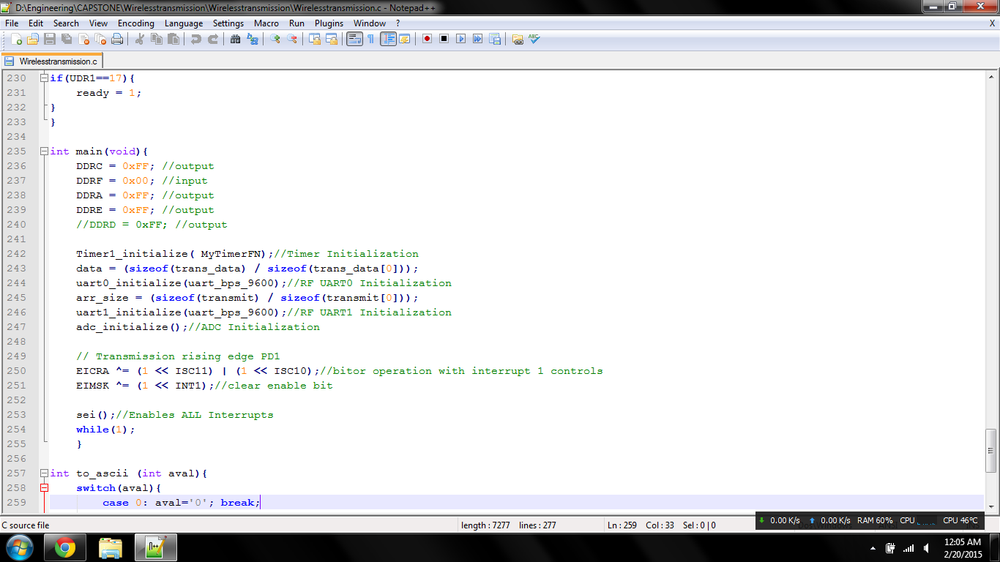 D:\Engineering\CAPSTONE\Wirelesstransmission\Wirelesstransmission\Wirelesstransmission.c - Notepad++
File Edit Search View Encoding Language Settings Macro Run Plugins Window ? X
Wirelesstransmission.c
230 if(UDR1==17){
231 ready = 1;
232 }
233 }
234
235 int main(void){
236 DDRC = 0xFF; //output
237 DDRF = 0x00; //input
238 DDRA = 0xFF; //output
239 DDRE = 0xFF; //output
240 //DDRD = 0xFF; //output
241
242 Timer1_initialize( MyTimerFN);//Timer Initialization
243 data = (sizeof(trans_data) / sizeof(trans_data[0]));
244 uart0_initialize(uart_bps_9600);//RF UART0 Initialization
245 arr_size = (sizeof(transmit) / sizeof(transmit[0]));
246 uart1_initialize(uart_bps_9600);//RF UART1 Initialization
247 adc_initialize();//ADC Initialization
248
249 // Transmission rising edge PD1
250 EICRA ^= (1 << ISC11) | (1 << ISC10);//bitor operation with interrupt 1 controls
251 EIMSK ^= (1 << INT1);//clear enable bit
252
253 sei();//Enables ALL Interrupts
254 while(1);
255 }
256
257 int to_ascii (int aval){
258 switch(aval){
259 case 0: aval='0'; break;
C source file length : 7277 lines : 277 Ln : 259 Col : 33 Sel : 0 | 0
0.00 K/s 0.00 K/s RAM 60% CPU CPU 46°C
12:05 AM
2/20/2015